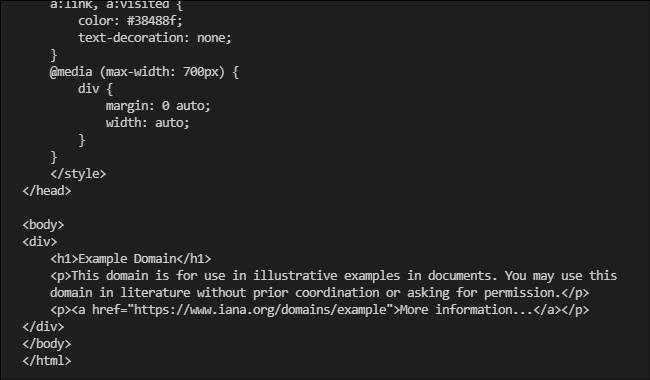 a:link, a:visited {
        color: #38488f;
        text-decoration: none;
    }
    @media (max-width: 700px) {
        div {
            margin: 0 auto;
            width: auto;
        }
    }
    </style>
</head>

<body>
<div>
    <h1>Example Domain</h1>
    <p>This domain is for use in illustrative examples in documents. You may use this
    domain in literature without prior coordination or asking for permission.</p>
    <p><a href="https://www.iana.org/domains/example">More information...</a></p>
</div>
</body>
</html>